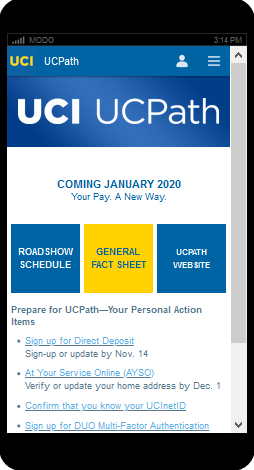 MODO 3:14 PM
UCI UCPath
UCI UCPath
COMING JANUARY 2020
Your Pay. A New Way.
ROADSHOW SCHEDULE
GENERAL FACT SHEET
UCPATH WEBSITE
Prepare for UCPath—Your Personal Action
Items
• Sign up for Direct Deposit
Sign-up or update by Nov. 14
• At Your Service Online (AYSO)
Verify or update your home address by Dec. 1
• Confirm that you know your UCInetID
• Sign up for DUO Multi-Factor Authentication